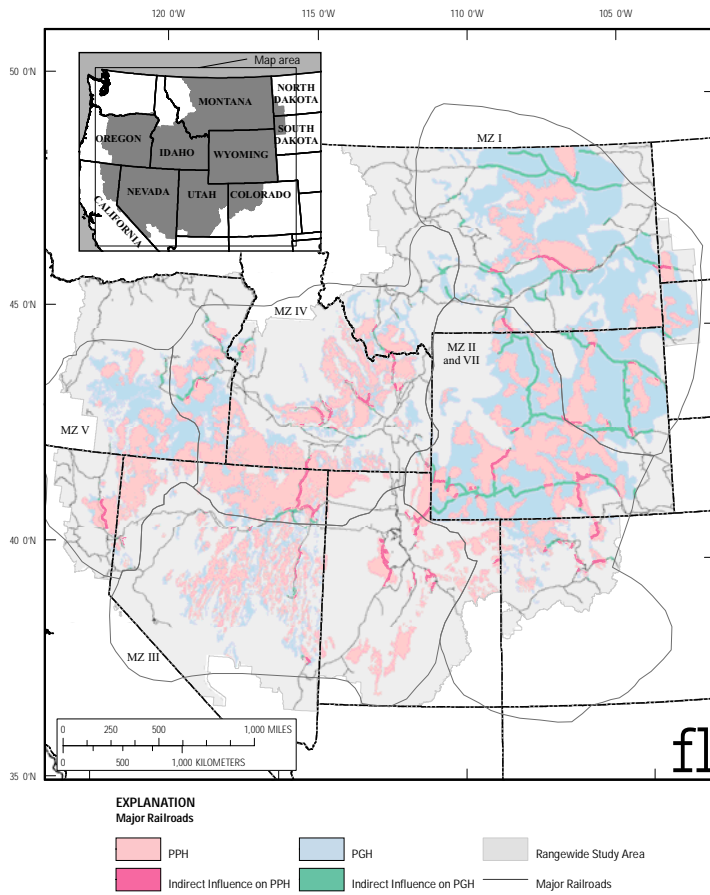 120 0'W 115 0'W 110 0'W 105 0'W
50 0'N
Map area
NORTH
DAKOTA
MONTANA
SOUTH
DAKOTA
OREGON
IDAHO
WYOMING
NEVADA
UTAH
COLORADO
CALIFORNIA
MZ I
45 0'N
MZ IV
MZ II
and VII
MZ V
40 0'N
MZ III
0 250 500 1,000 MILES
0 500 1,000 KILOMETERS
fl
35 0'N
EXPLANATION
Major Railroads
PPH PGH Rangewide Study Area
Indirect Influence on PPH Indirect Influence on PGH Major Railroads